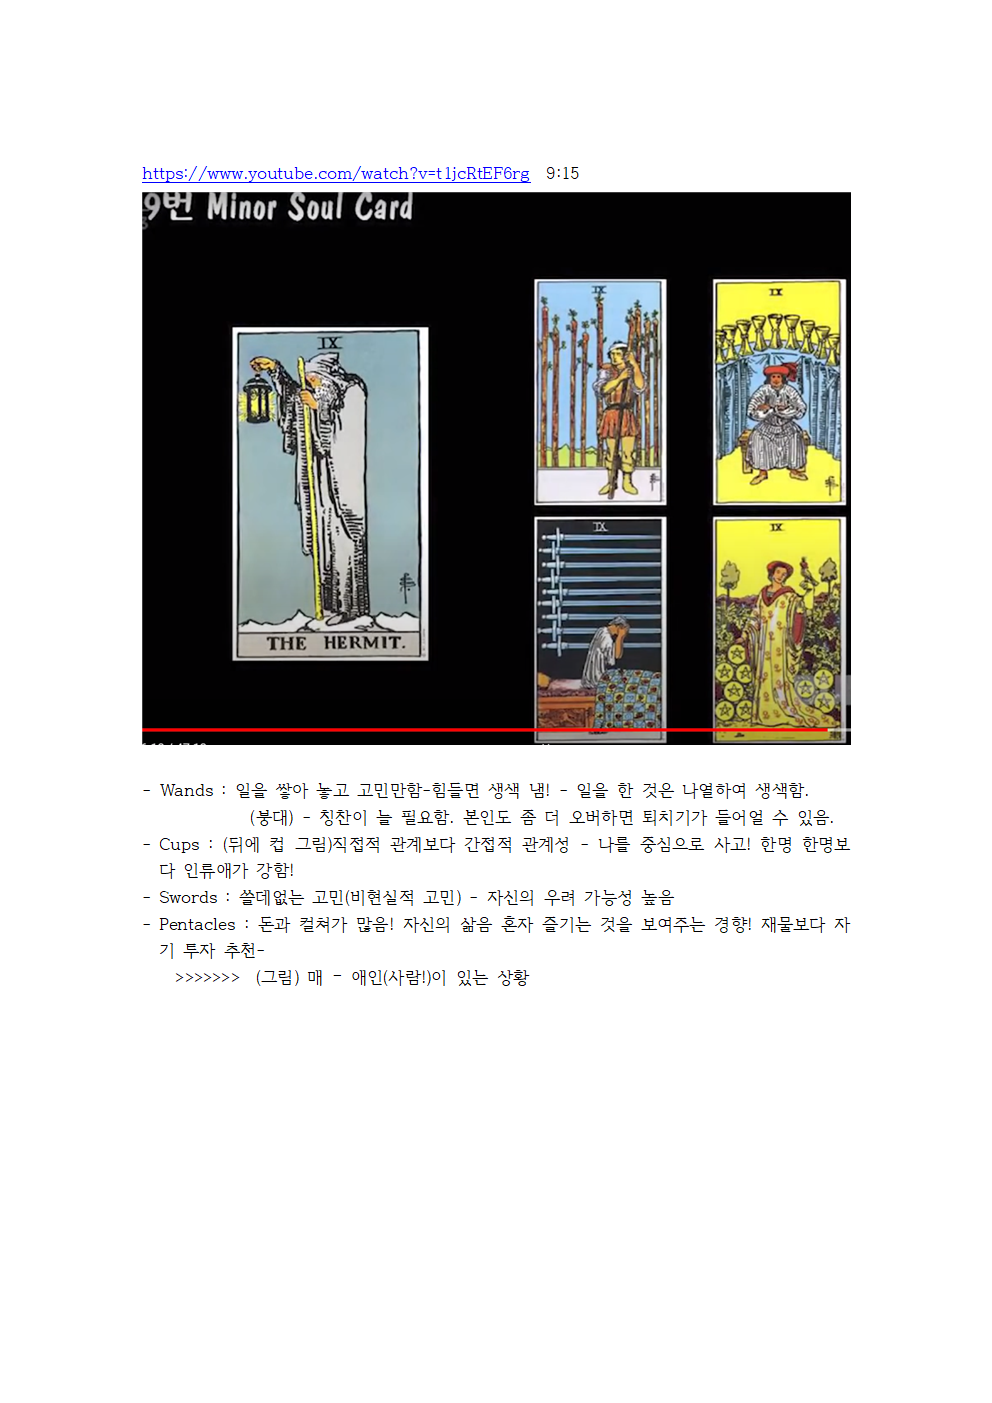 https://www.youtube.com/watch?v=t1jcRtEF6rg 9:15
9번 Minor Soul Card
IX
IX
IX
THE HERMIT.
IX
IX
- Wands : 일을 쌓아 놓고 고민만함-힘들면 생색 냄! - 일을 한 것은 나열하여 생색함.
(붕대) - 칭찬이 늘 필요함. 본인도 좀 더 오버하면 퇴치기가 들어얼 수 있음.
- Cups : (뒤에 컵 그림)직접적 관계보다 간접적 관계성 - 나를 중심으로 사고! 한명 한명보
다 인류애가 강함!
- Swords : 쓸데없는 고민(비현실적 고민) - 자신의 우려 가능성 높음
- Pentacles : 돈과 컬쳐가 많음! 자신의 삶음 혼자 즐기는 것을 보여주는 경향! 재물보다 자
기 투자 추천-
>>>>>>> (그림) 매 - 애인(사람!)이 있는 상황